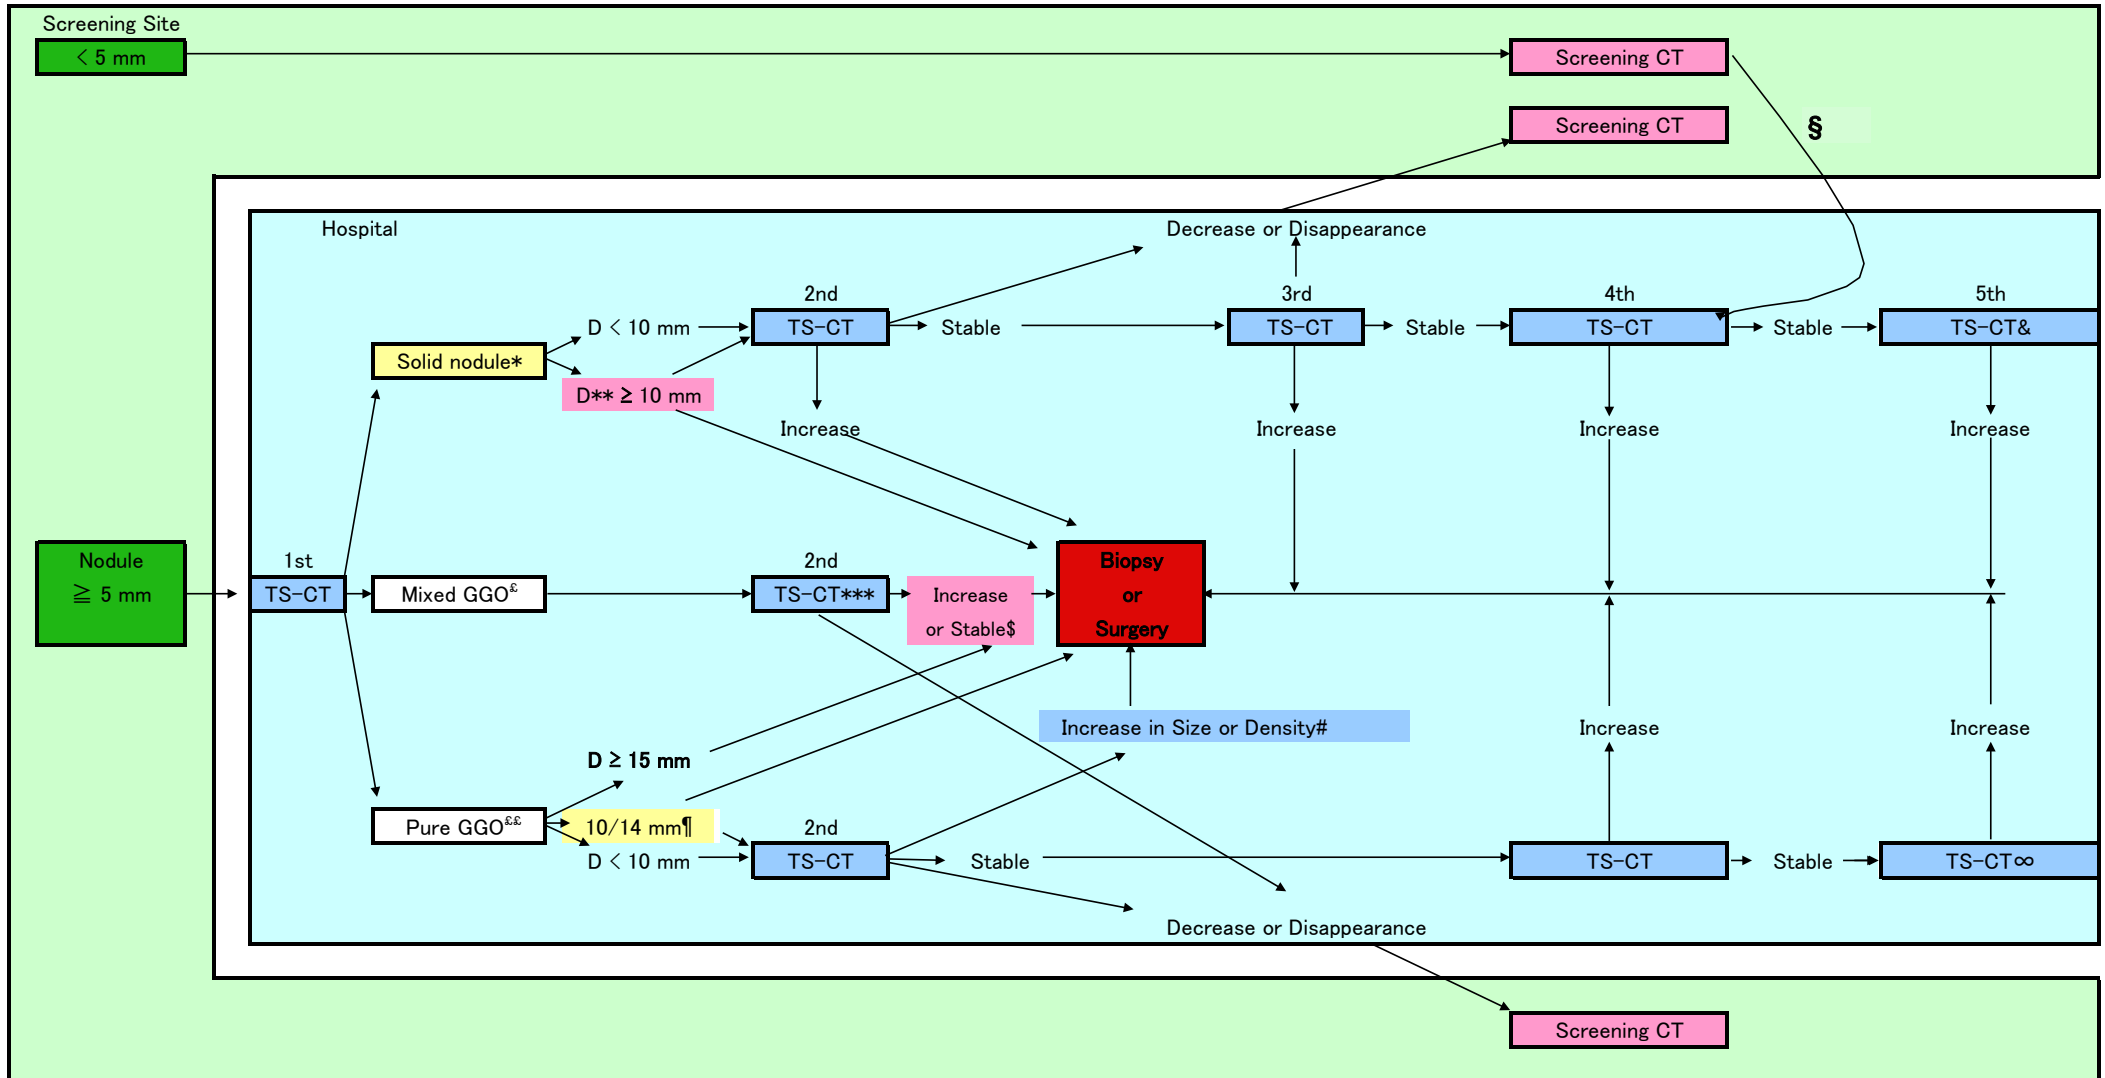 Screening Site
< 5 mm
Screening CT
Screening CT
§
Hospital
Decrease or Disappearance
2nd
3rd
4th
5th
D < 10 mm
TS-CT
Stable
TS-CT
Stable
TS-CT
Stable
TS-CT&
Solid nodule*
D** ≥ 10 mm
Increase
Increase
Increase
Increase
Nodule
≧ 5 mm
1st
TS-CT
Mixed GGO££
2nd
TS-CT***
Increase
or Stable$
Biopsy
or
Surgery
Increase in Size or Density#
Increase
Increase
D ≥ 15 mm
Pure GGO££
10/14 mm¶
D < 10 mm
2nd
TS-CT
Stable
TS-CT
Stable
TS-CT∞
Decrease or Disappearance
Screening CT